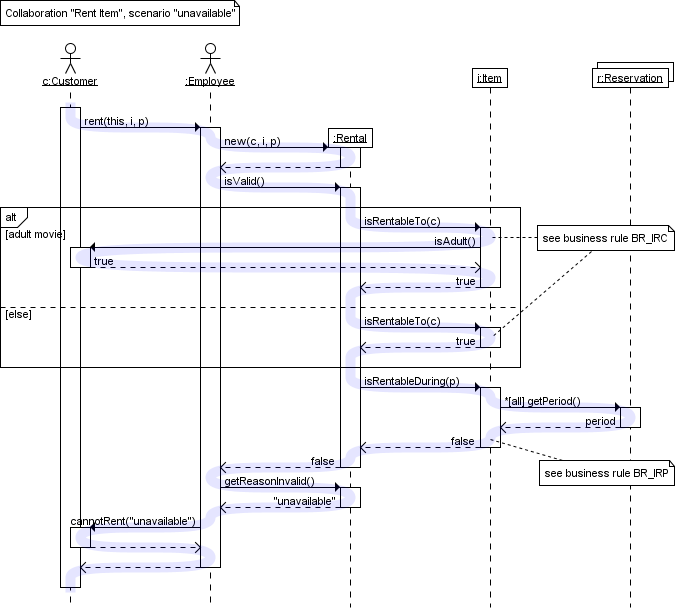 Collaboration "Rent Item", scenario "unavailable"
c:Customer
:Employee
i:Item
r:Reservation
rent(this, i, p)
new(c, i, p)
:Rental
isValid()
alt
[adult movie]
isRentableTo(c)
isAdult()
see business rule BR_IRC
true
true
[else]
isRentableTo(c)
true
isRentableDuring(p)
*[all] getPeriod()
period
false
false
see business rule BR_IRP
getReasonInvalid()
"unavailable"
cannotRent("unavailable")